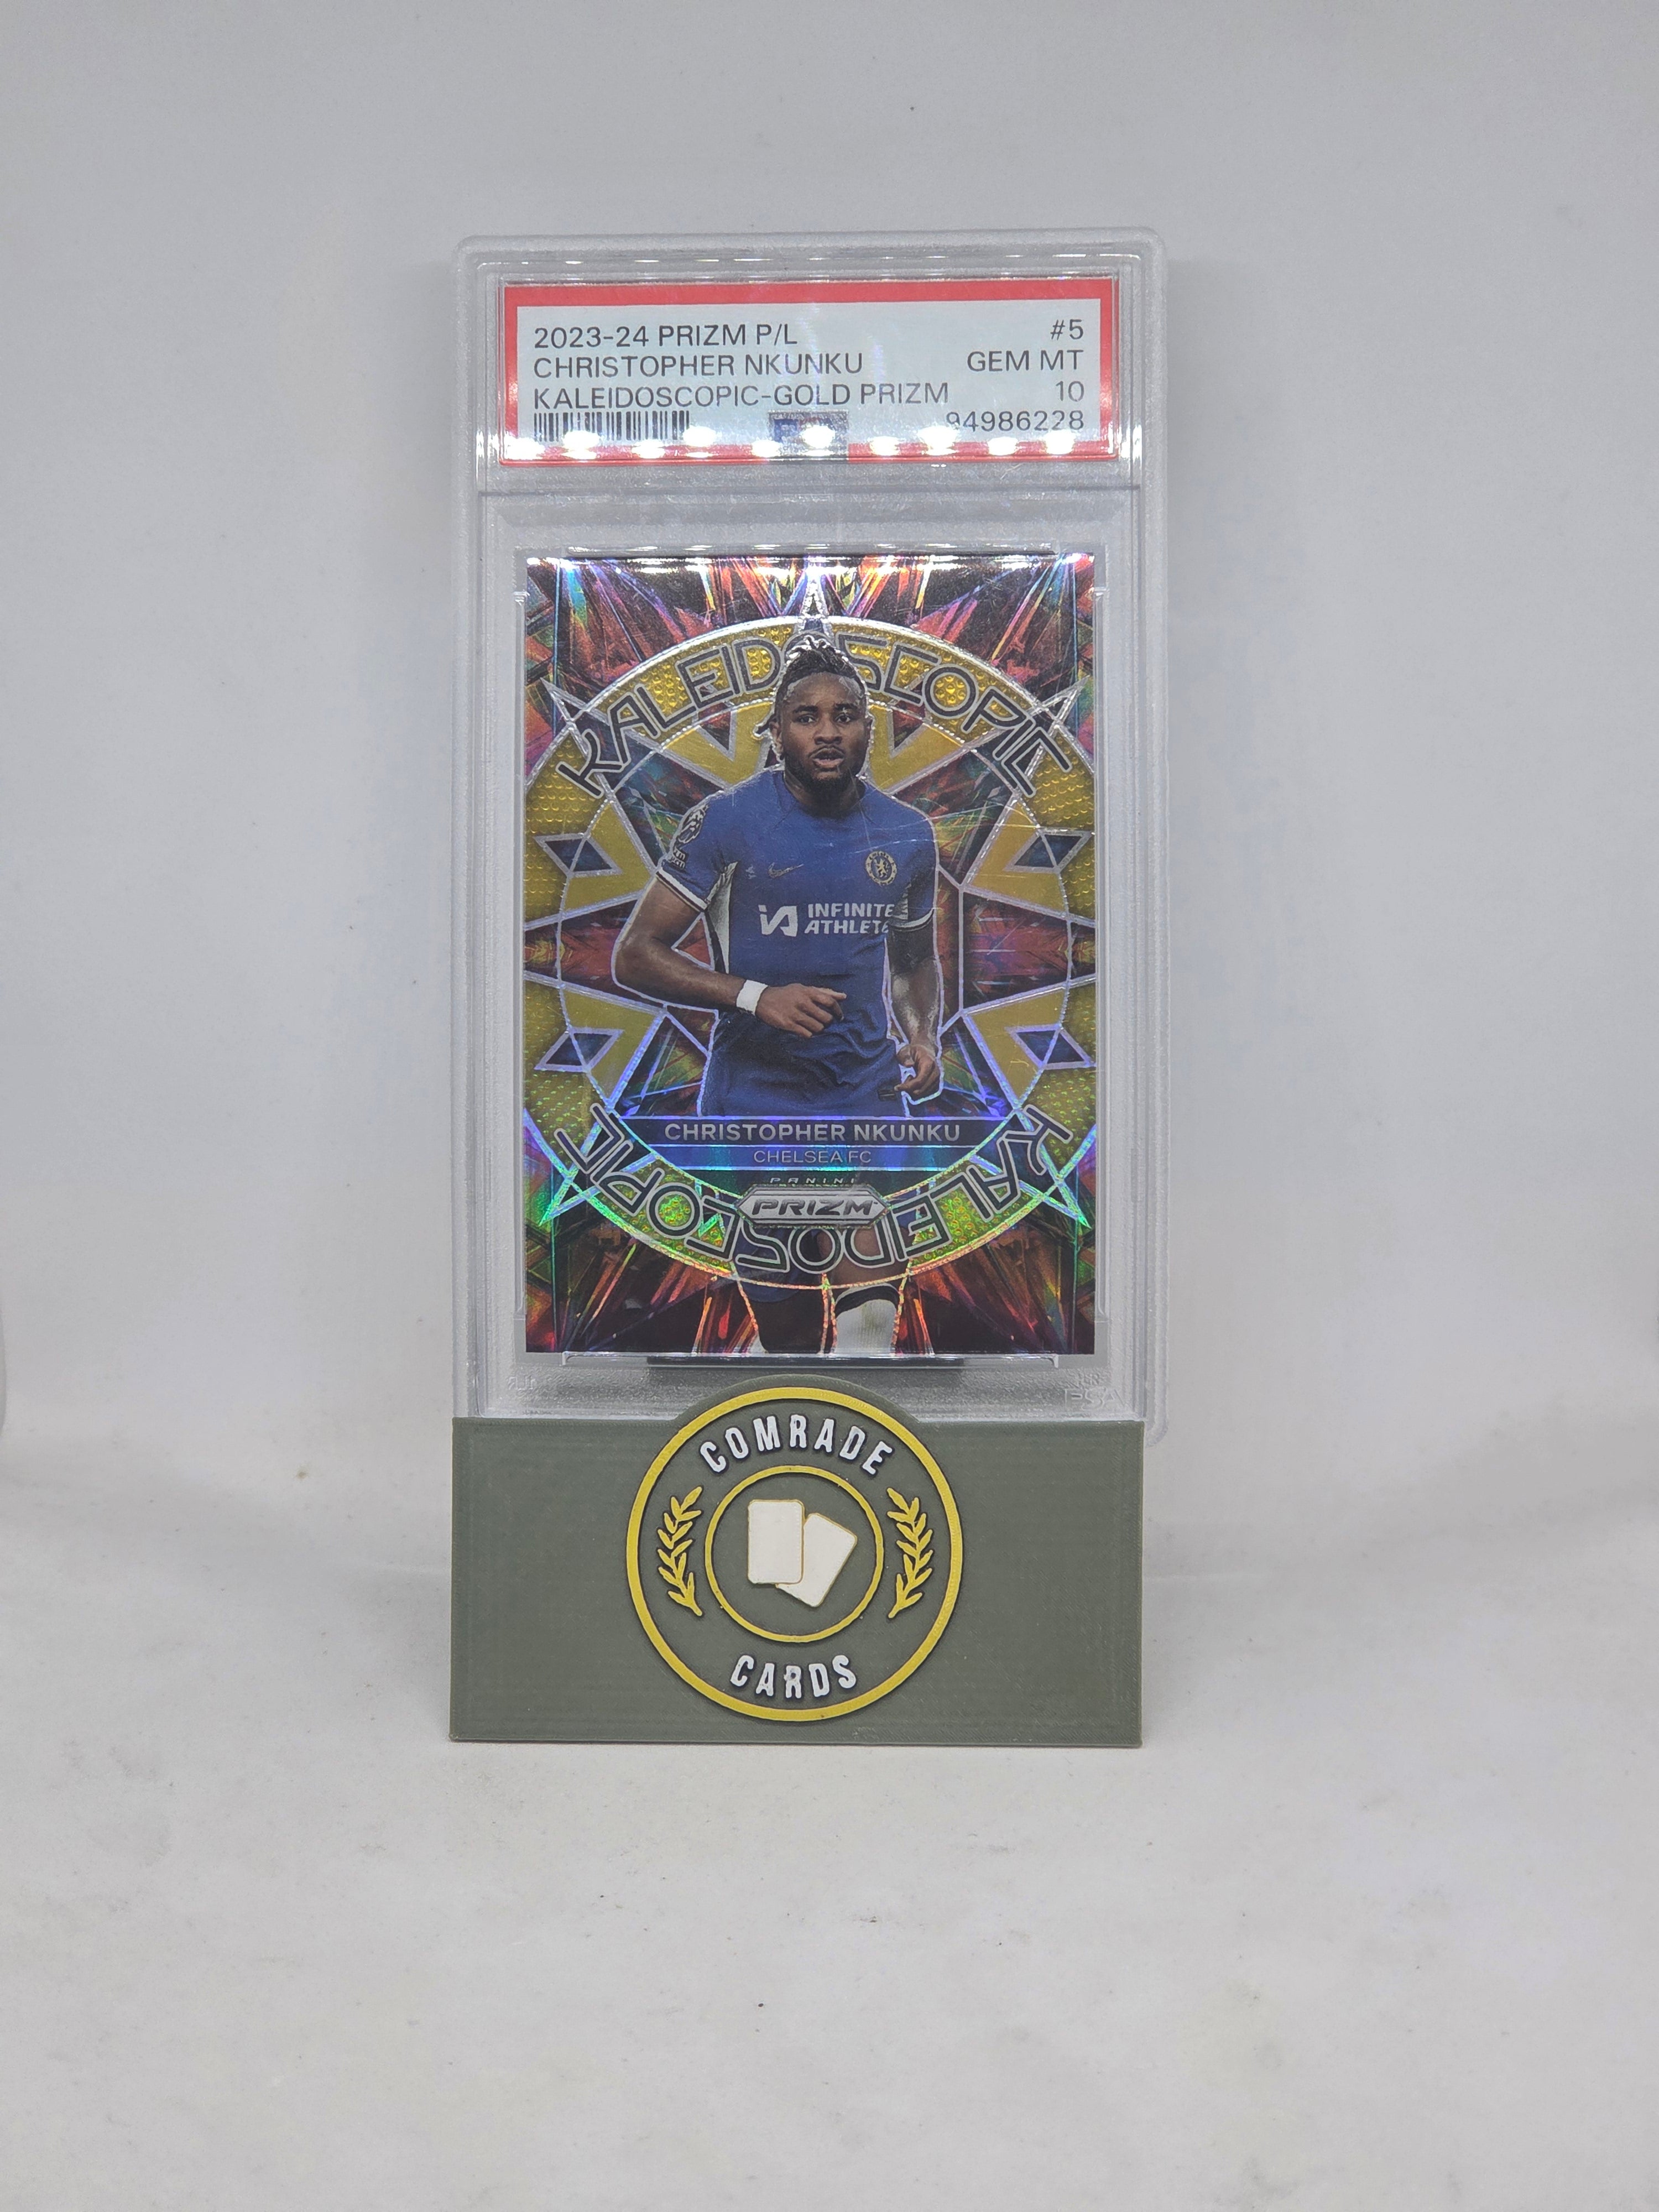 2023-24 PRIZM P/L #5
CHRISTOPHER NKUNKU GEM MT
KALEIDOSCOPIC-GOLD PRIZM 10
94986228
KALEIDOSCOPIC
INFINITE
ATHLETE
CHRISTOPHER NKUNKU
CHELSEA FC
PANINI
PRIZM
KALEIDOSCOPIC
COMRADE
CARDS